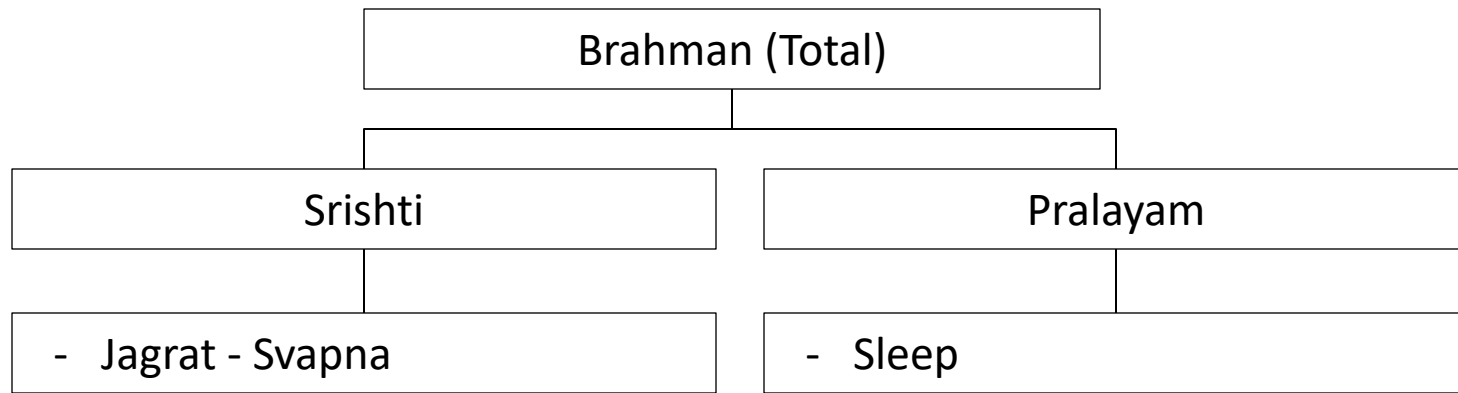 Brahman (Total)
Srishti
Pralayam
- Jagrat - Svapna
- Sleep